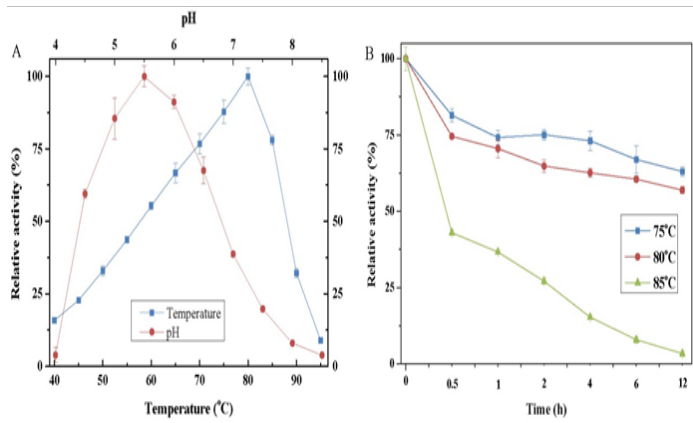 pH
A
4 5 6 7 8
B
100
75
50
25
0
Relative activity (%)
100
75
50
25
0
Temperature
pH
40 50 60 70 80 90
Temperature (°C)
100
75
50
25
0
Relative activity (%)
75°C
80°C
85°C
0 0.5 1 2 4 6 12
Time (h)